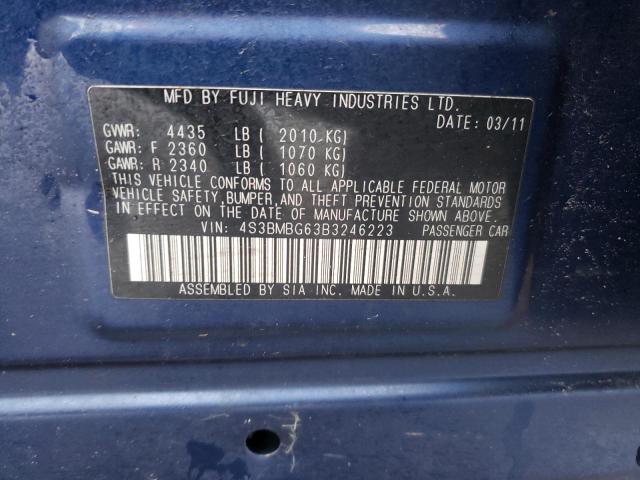 MFD BY FUJI HEAVY INDUSTRIES LTD.
DATE: 03/11
GVWR: 4435 LB ( 2010 KG)
GAWR: F 2360 LB ( 1070 KG)
GAWR: R 2340 LB ( 1060 KG)
THIS VEHICLE CONFORMS TO ALL APPLICABLE FEDERAL MOTOR
VEHICLE SAFETY, BUMPER, AND THEFT PREVENTION STANDARDS
IN EFFECT ON THE DATE OF MANUFACTURE SHOWN ABOVE.
VIN: 4S3BMBG63B3246223 PASSENGER CAR
ASSEMBLED BY SIA INC. MADE IN U.S.A.